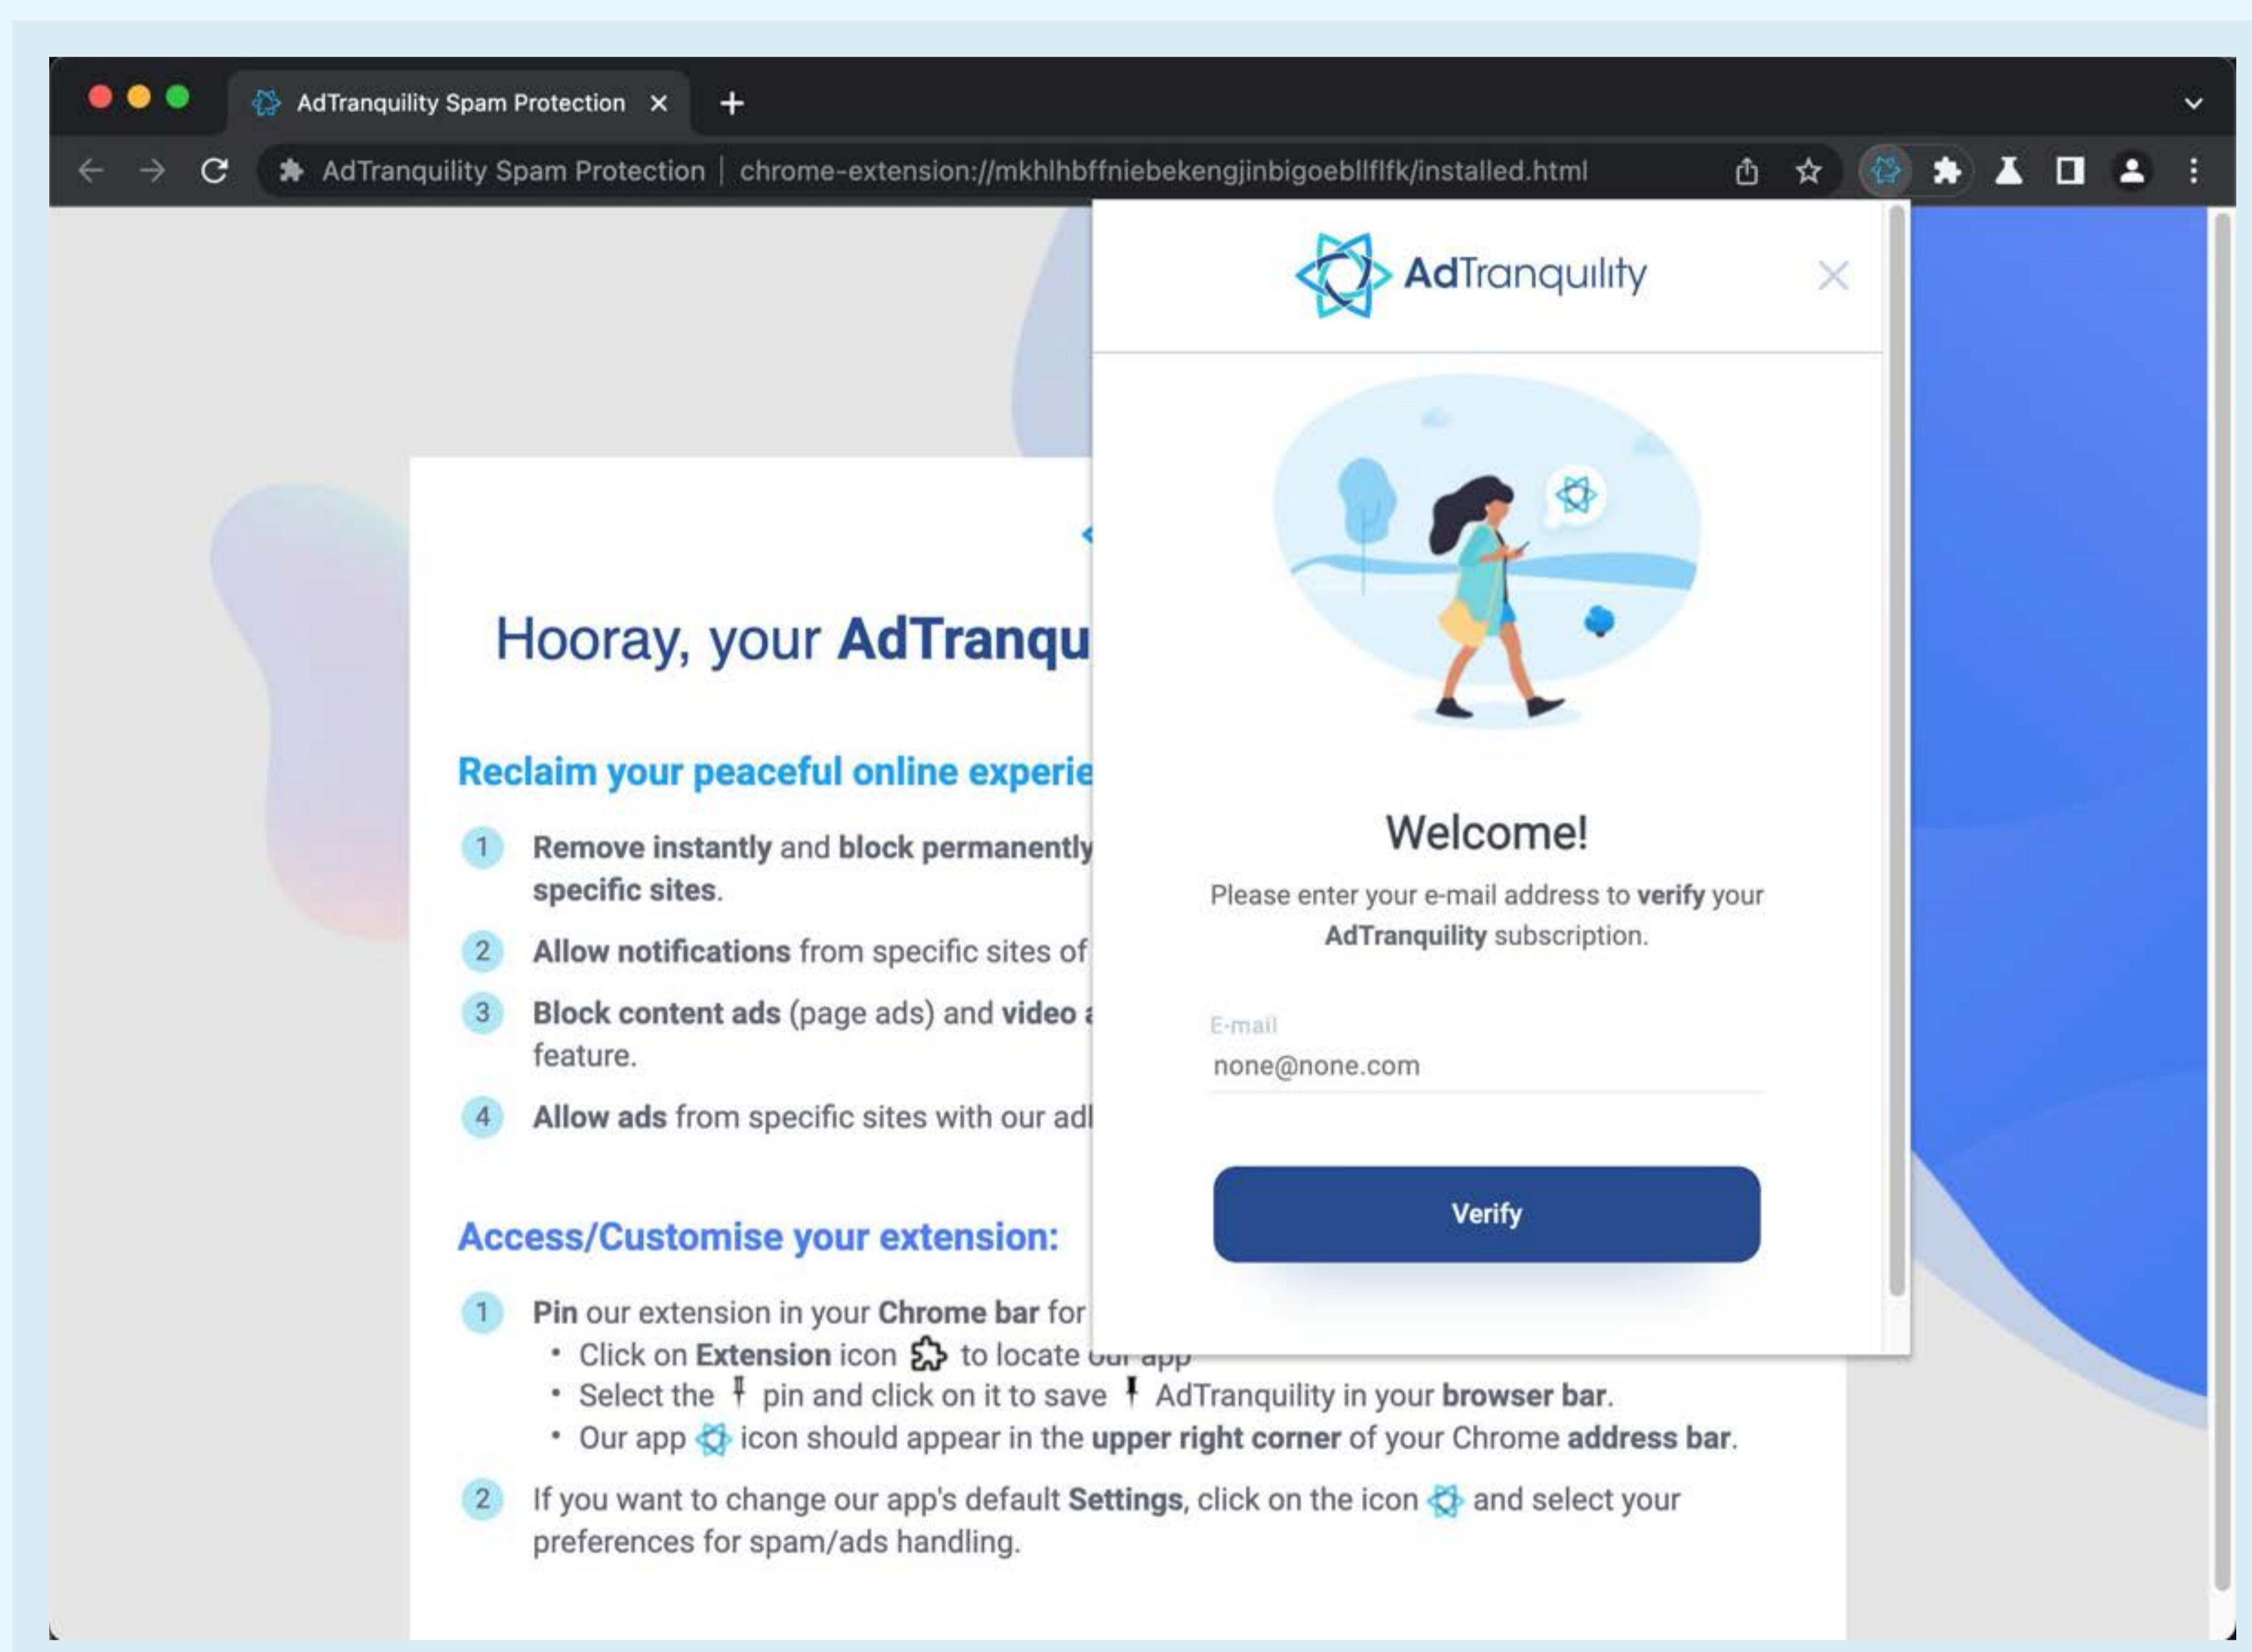 AdTranquility Spam Protection
AdTranquility Spam Protection | chrome-extension://mkhlhbffniebekengjinbigoebllflfk/installed.html
Hooray, your AdTranqu
Reclaim your peaceful online experie
1 Remove instantly and block permanently
specific sites.
2 Allow notifications from specific sites of
3 Block content ads (page ads) and video
feature.
4 Allow ads from specific sites with our
Access/Customise your extension:
1 Pin our extension in your Chrome bar for
• Click on Extension icon to locate our app
• Select the pin and click on it to save AdTranquility in your browser bar.
• Our app icon should appear in the upper right corner of your Chrome address bar.
2 If you want to change our app's default Settings, click on the icon and select your
preferences for spam/ads handling.
AdTranquility
Welcome!
Please enter your e-mail address to verify your
AdTranquility subscription.
E-mail
none@none.com
Verify